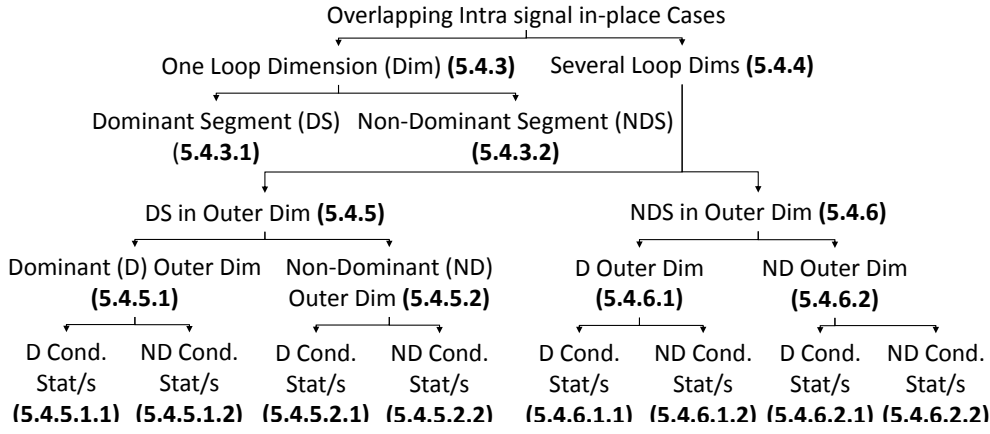 Overlapping Intra signal in-place Cases
One Loop Dimension (Dim) (5.4.3) Several Loop Dims (5.4.4)
Dominant Segment (DS) Non-Dominant Segment (NDS)
(5.4.3.1) (5.4.3.2)
DS in Outer Dim (5.4.5) NDS in Outer Dim (5.4.6)
Dominant (D) Outer Dim Non-Dominant (ND) D Outer Dim ND Outer Dim
(5.4.5.1) Outer Dim (5.4.5.2) (5.4.6.1) (5.4.6.2)
D Cond. ND Cond. D Cond. ND Cond. D Cond. ND Cond. D Cond. ND Cond.
Stat/s Stat/s Stat/s Stat/s Stat/s Stat/s Stat/s Stat/s
(5.4.5.1.1) (5.4.5.1.2) (5.4.5.2.1) (5.4.5.2.2) (5.4.6.1.1) (5.4.6.1.2) (5.4.6.2.1) (5.4.6.2.2)